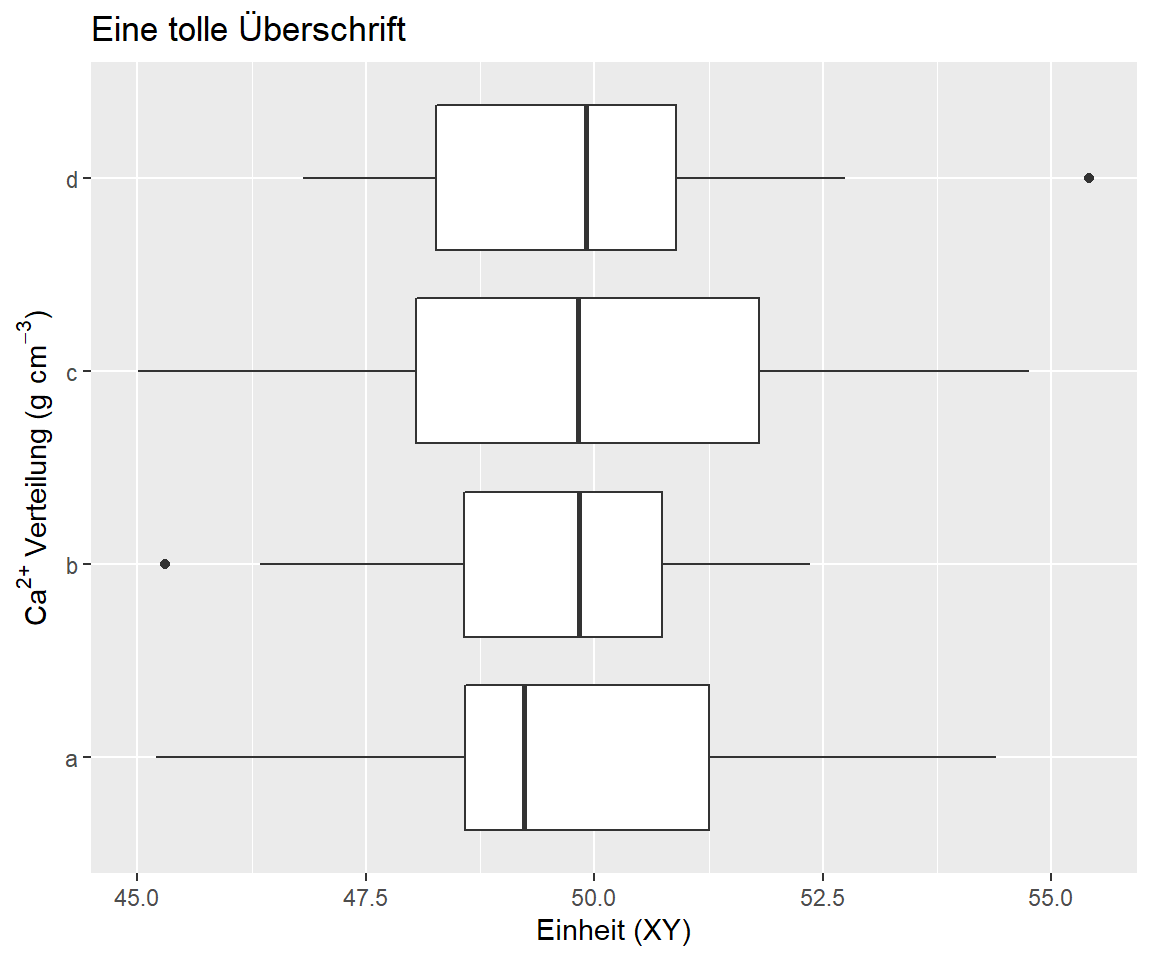 Eine tolle Überschrift
Ca²⁺ Verteilung (g cm⁻³)
d
c
b
a
45.0 47.5 50.0 52.5 55.0
Einheit (XY)